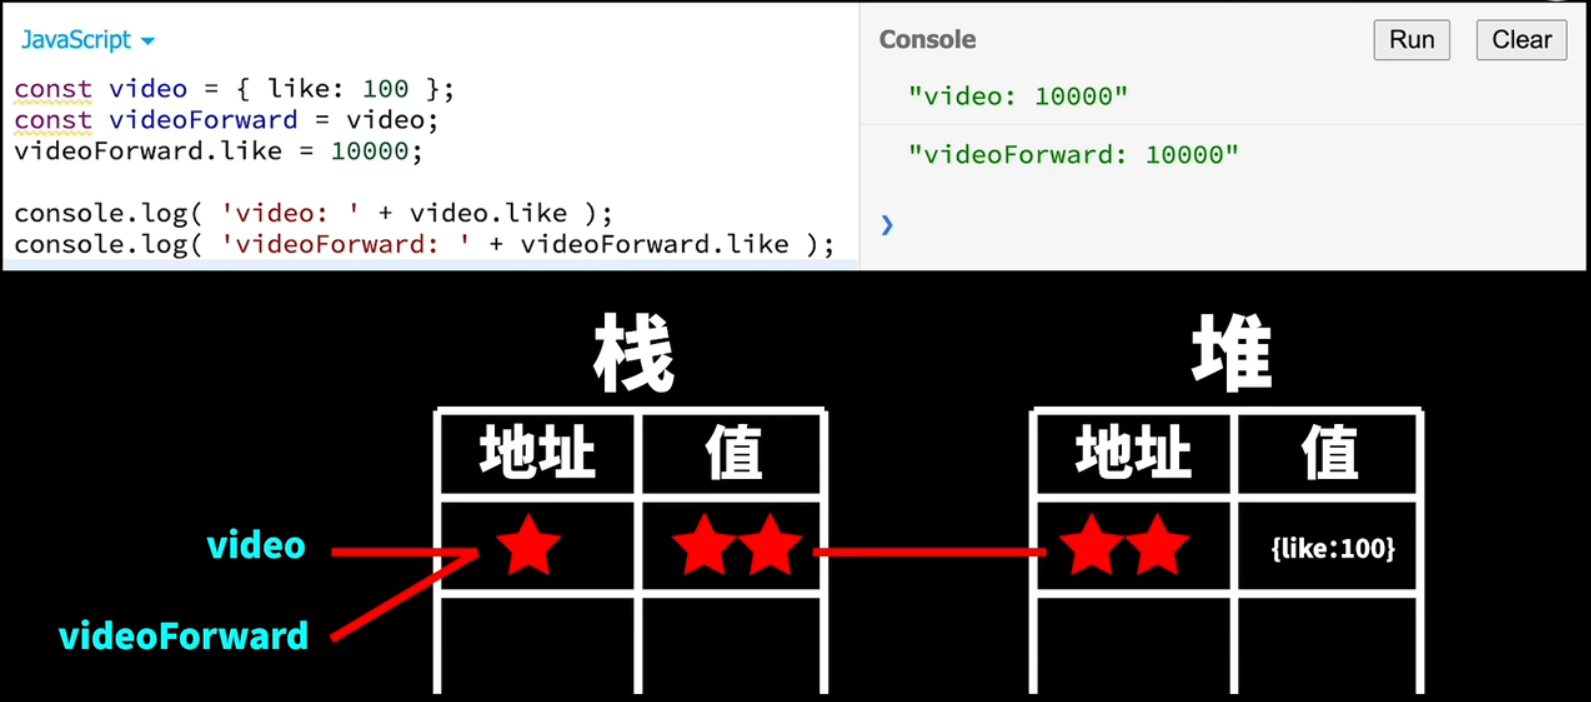 JavaScript
const video = { like: 100 };
const videoForward = video;
videoForward.like = 10000;
console.log( 'video: ' + video.like );
console.log( 'videoForward: ' + videoForward.like );
Console
Run
Clear
"video: 10000"
"videoForward: 10000"
栈
堆
地址
值
地址
值
video
{like:100}
videoForward